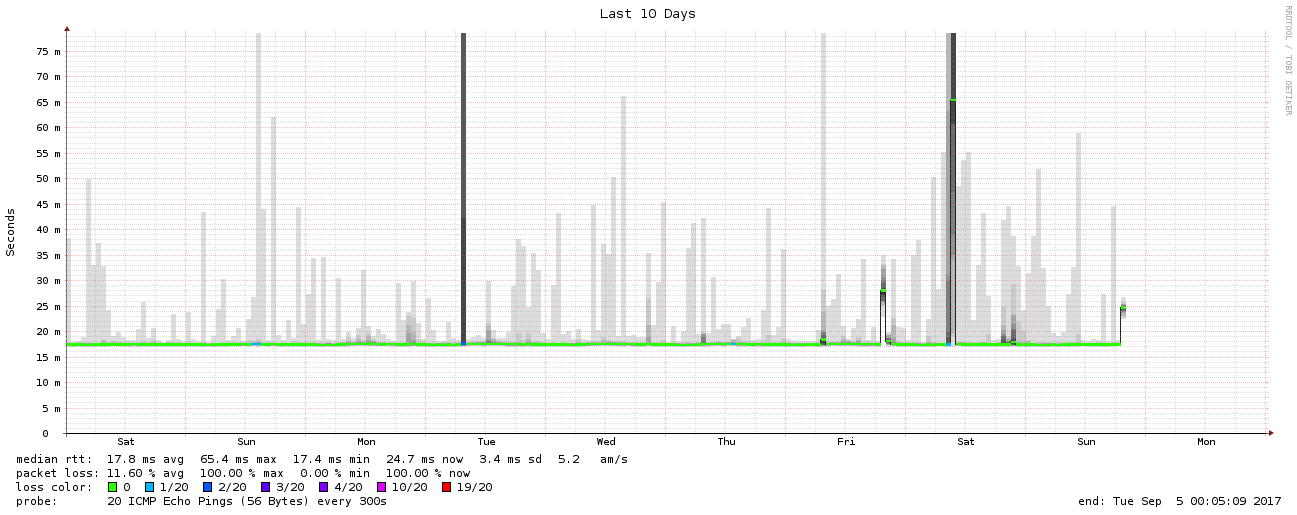 Last 10 Days
RRDTOOL / TOBI OETIKER
Seconds
75 m
70 m
65 m
60 m
55 m
50 m
45 m
40 m
35 m
30 m
25 m
20 m
15 m
10 m
5 m
0
Sat Sun Mon Tue Wed Thu Fri Sat Sun Mon
median rtt: 17.8 ms avg 65.4 ms max 17.4 ms min 24.7 ms now 3.4 ms sd 5.2 am/s
packet loss: 11.60 % avg 100.00 % max 0.00 % min 100.00 % now
loss color: 0 1/20 2/20 3/20 4/20 10/20 19/20
probe: 20 ICMP Echo Pings (56 Bytes) every 300s end: Tue Sep 5 00:05:09 2017